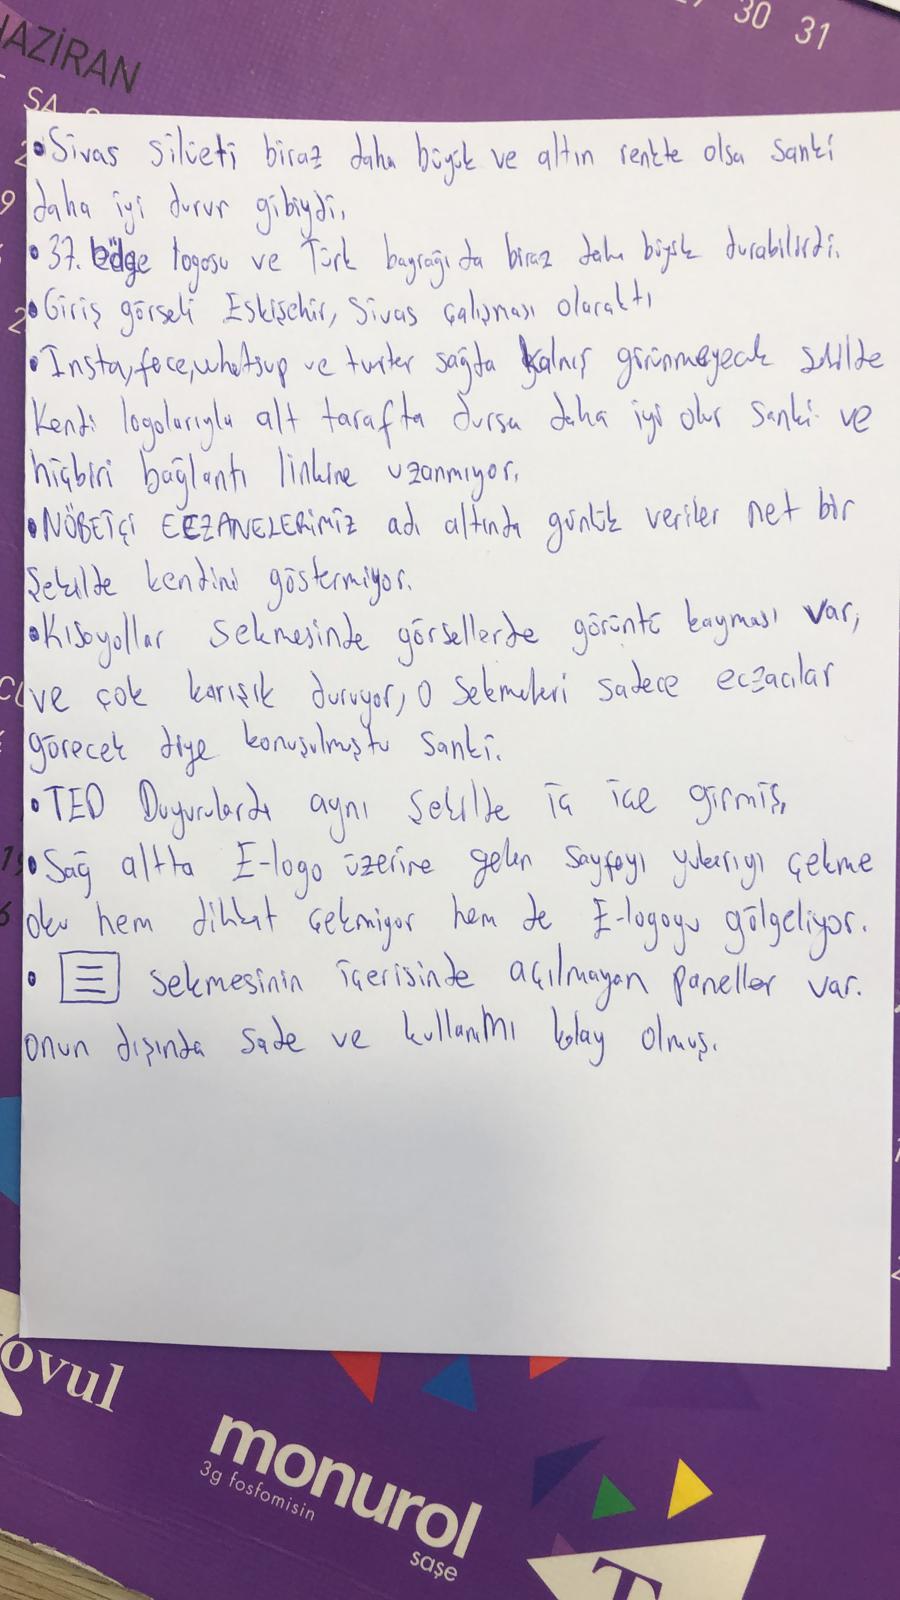 30 31
HAZİRAN
SA
9
• Sivas silüeti biraz daha büyük ve altın renkte olsa sanki
daha iyi durur gibiydi.
• 37. bölge logosu ve Türk bayrağı da biraz daha büyük durabilirdi.
• Giriş görseli Eskişehir, Sivas çalışması olacaktı
• Insta, face, whatsup ve twiter sağda kalmış görünmeyecek şekilde
Kendi logolarıyla alt tarafta dursa daha iyi olur sanki ve
hiçbiri bağlantı linkine uzanmıyor.
• NÖBETÇİ ECZANELERİMİZ adı altında günlük veriler net bir
Şekilde kendini göstermiyor.
• Kısayollar sekmesinde görsellerde görüntü kayması var,
ve çok karışık duruyor, o sekmeleri sadece eczacılar
görecek diye konuşulmuştu sanki.
• TEB Duyurularda aynı şekilde iç içe girmiş,
• Sağ altta E-logo üzerine gelen sayfayı yukarıyı çekme
oku hem dikkat çekmiyor hem de E-logoyu gölgeliyor.
• sekmesinin içerisinde açılmayan paneller var.
onun dışında sade ve kullanımı kolay olmuş.
ovul
monurol
3g fosfomisin
saşe